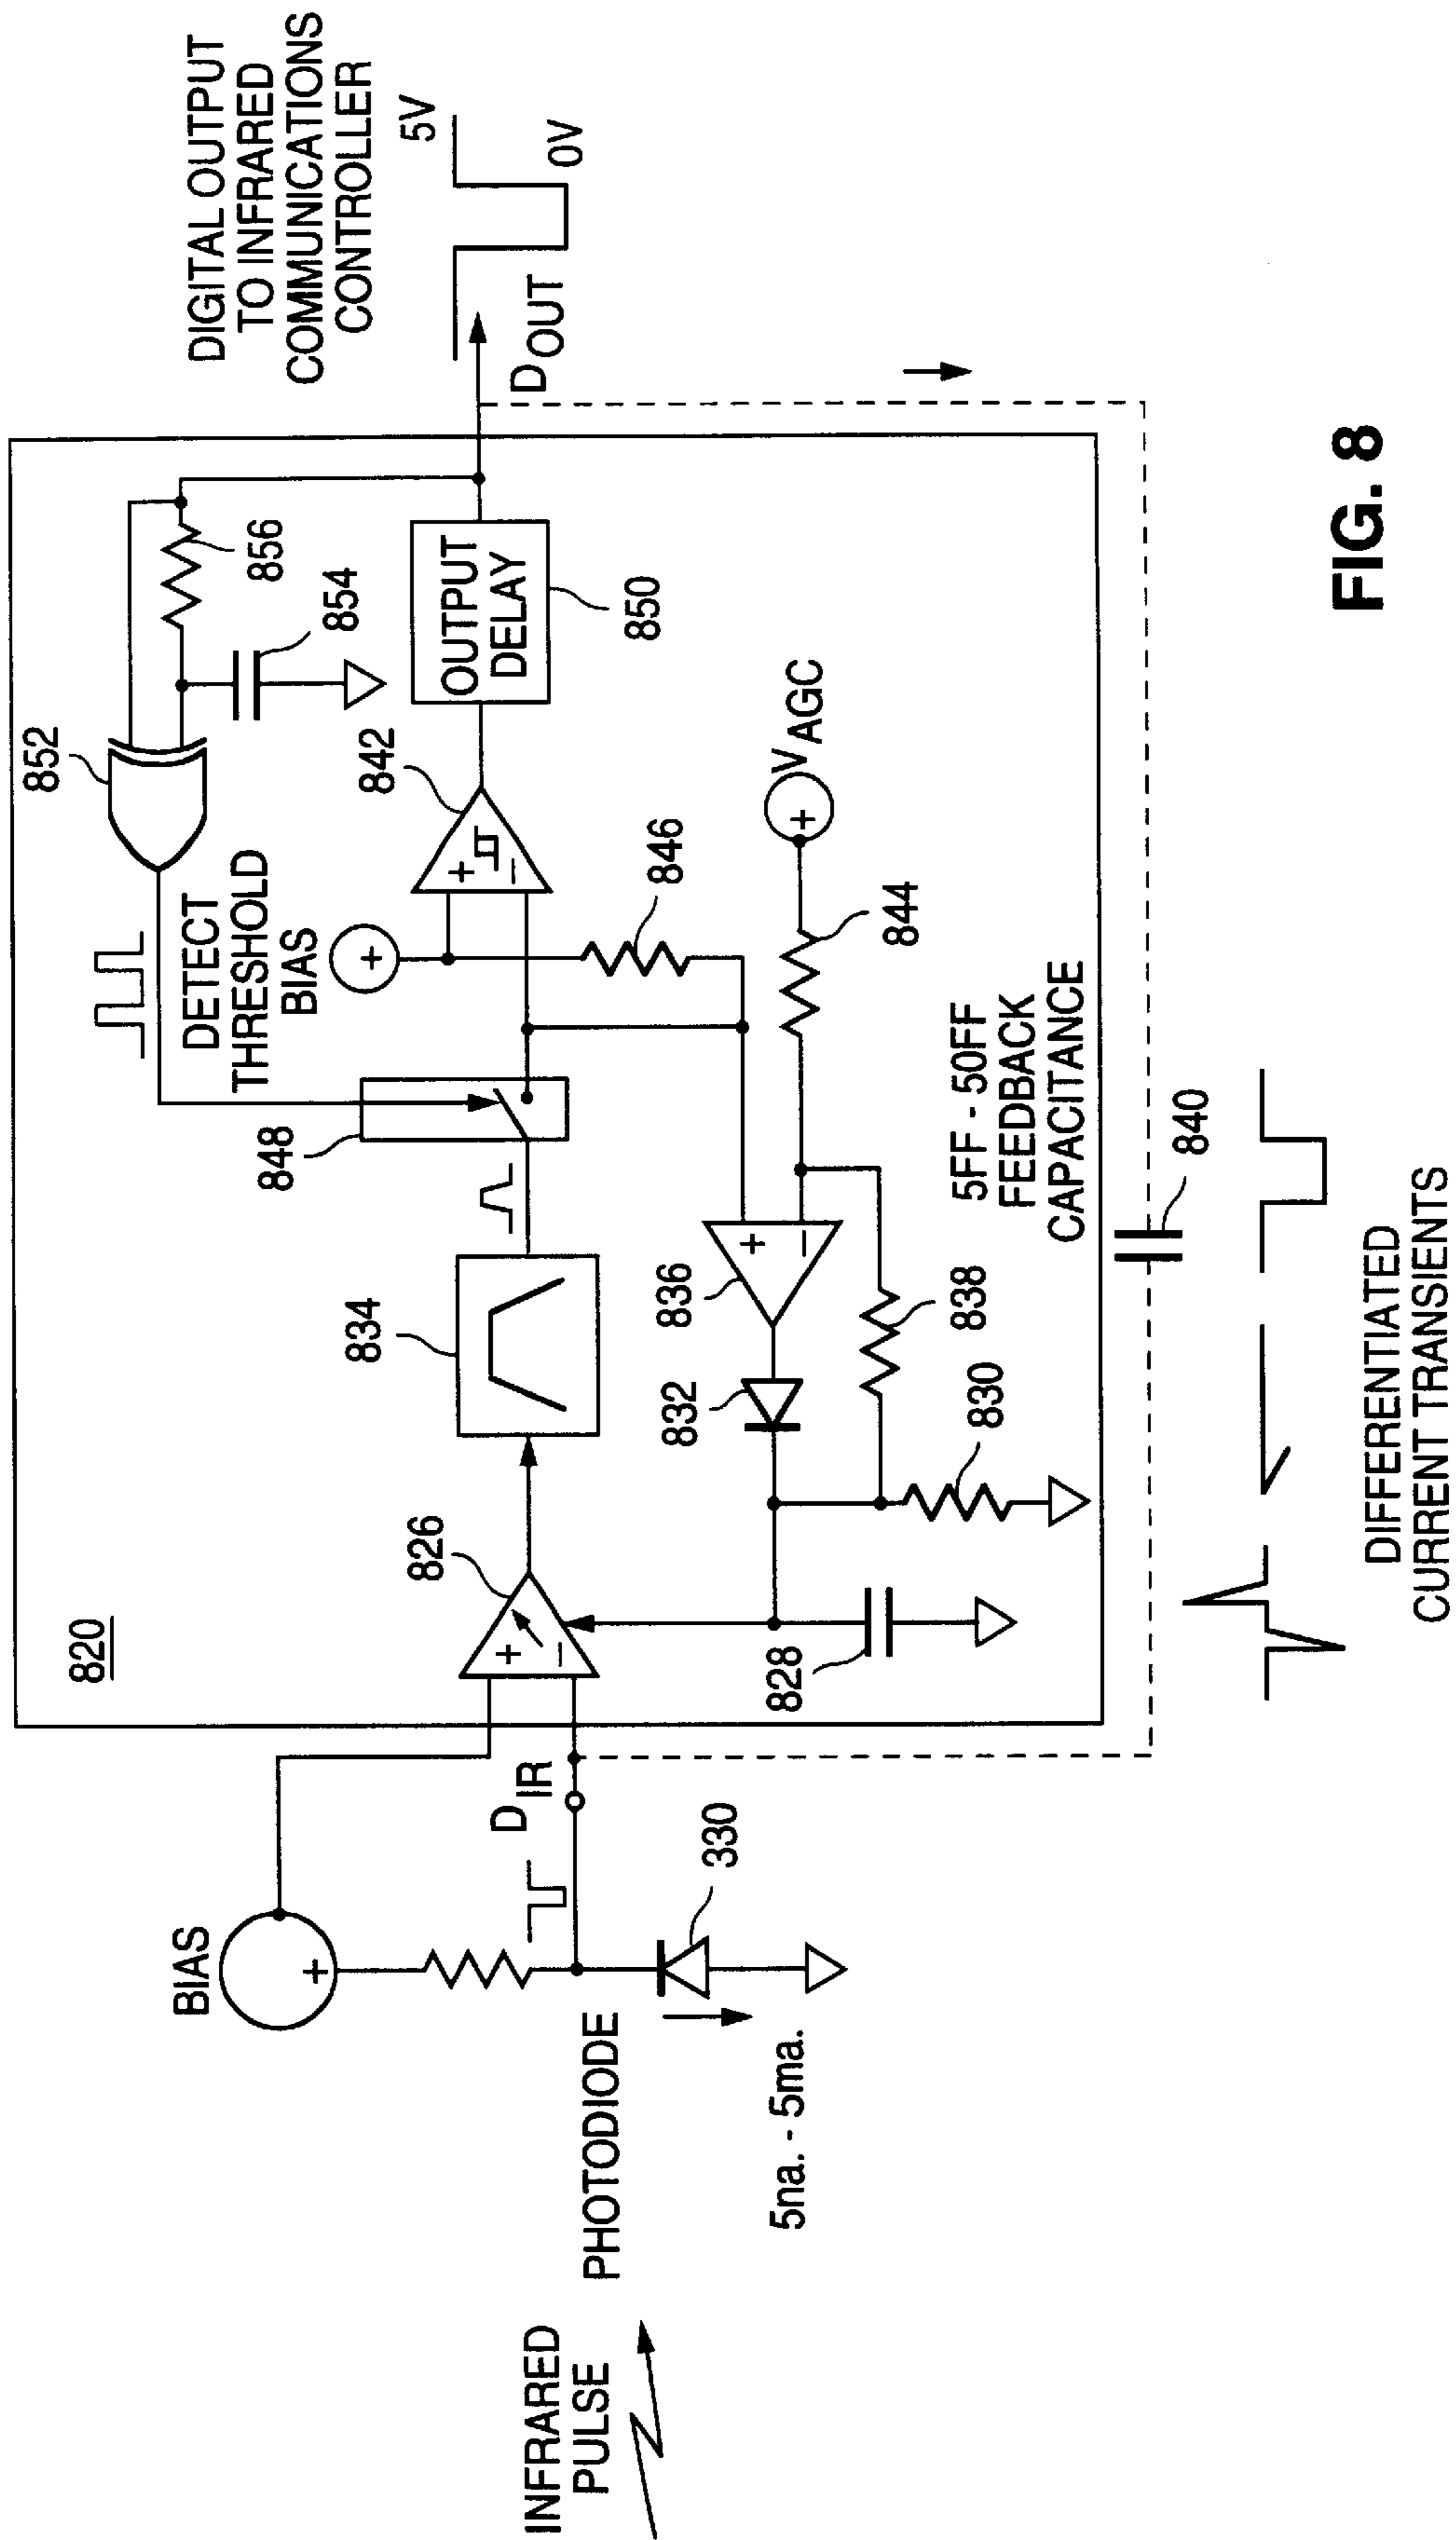 DIGITAL OUTPUT
TO INFRARED
COMMUNICATIONS
CONTROLLER
5V
0V
DOUT
820
852
856
854
DETECT
THRESHOLD
BIAS
+
842
+
−
OUTPUT
DELAY
850
848
834
826
+
−
846
VAGC
+
844
836
+
−
832
838
830
828
5FF - 50FF
FEEDBACK
CAPACITANCE
840
BIAS
+
DIR
330
PHOTODIODE
5na. - 5ma.
INFRARED
PULSE
DIFFERENTIATED
CURRENT TRANSIENTS
FIG. 8